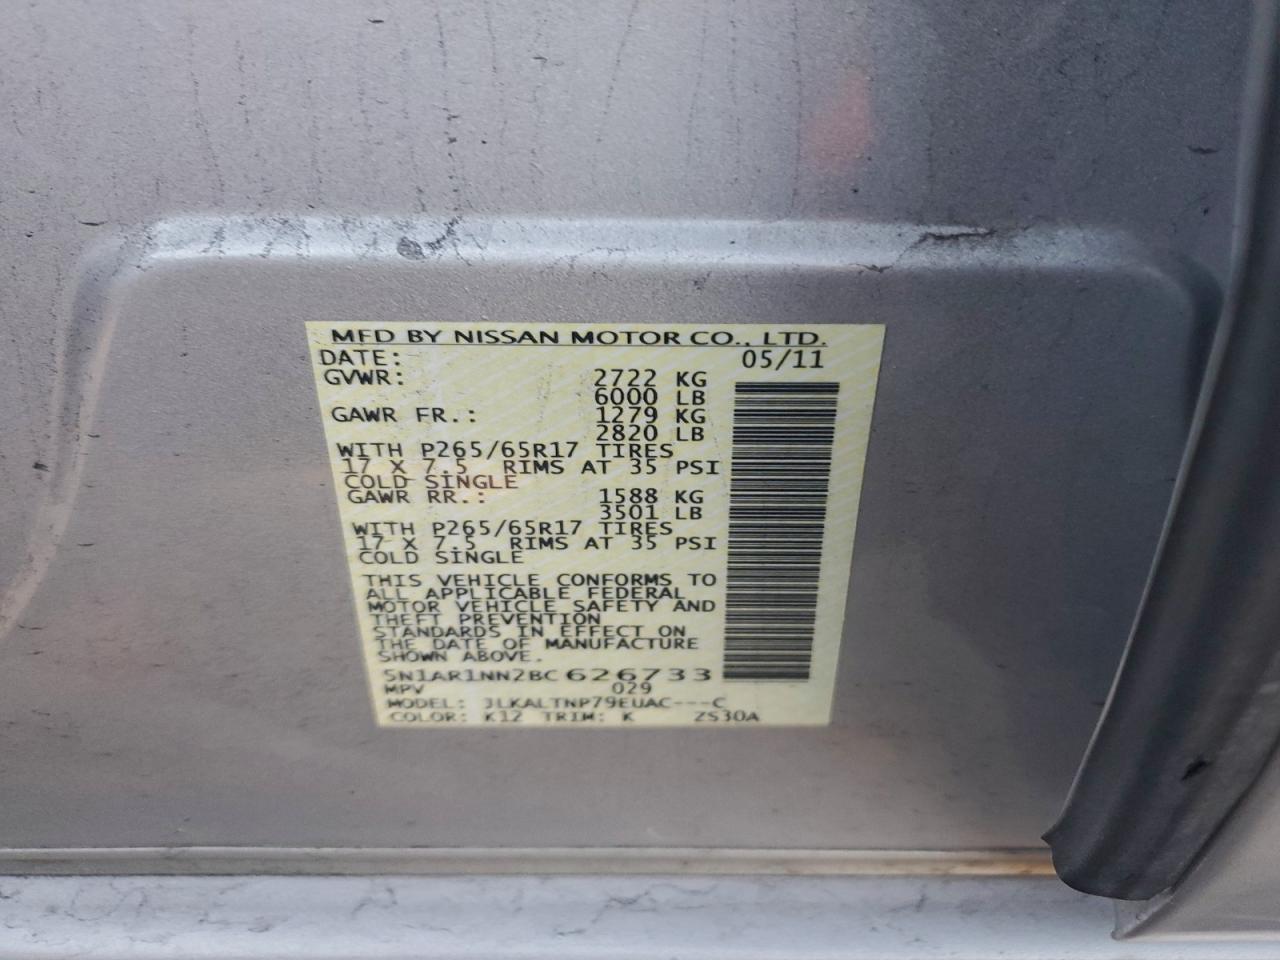 MFD BY NISSAN MOTOR CO., LTD.
DATE: 05/11
GVWR: 2722 KG
6000 LB
GAWR FR.: 1279 KG
2820 LB
WITH P265/65R17 TIRES
17 X 7.5 RIMS AT 35 PSI
COLD SINGLE
GAWR RR.: 1588 KG
3501 LB
WITH P265/65R17 TIRES
17 X 7.5 RIMS AT 35 PSI
COLD SINGLE
THIS VEHICLE CONFORMS TO
ALL APPLICABLE FEDERAL
MOTOR VEHICLE SAFETY AND
THEFT PREVENTION
STANDARDS IN EFFECT ON
THE DATE OF MANUFACTURE
SHOWN ABOVE.
5N1AR1NN2BC626733
MPV 029
MODEL: JLKALTNP79EUAC---C
COLOR: K12 TRIM: K ZS30A